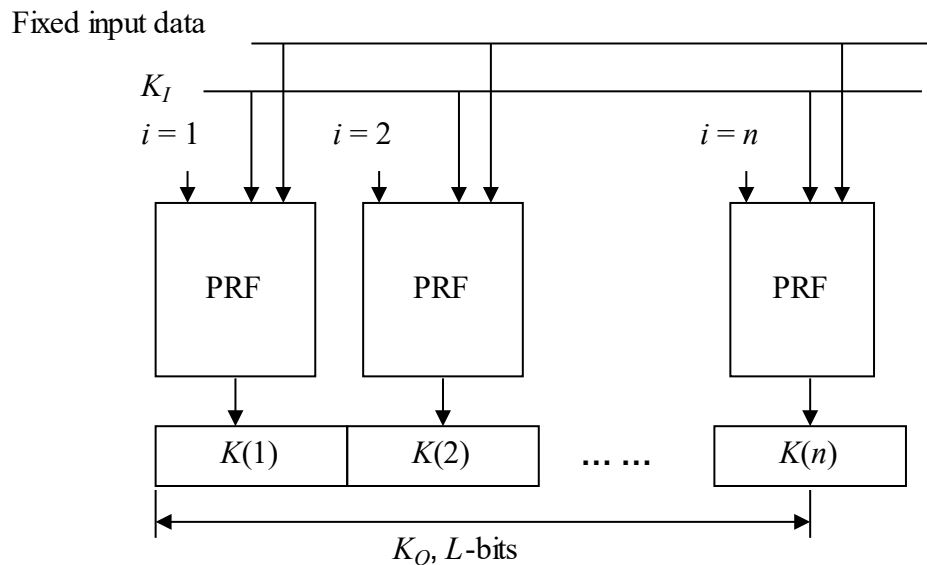 Fixed input data
K_I
i = 1 i = 2 i = n
PRF PRF PRF
K(1) K(2) ... ... K(n)
K_O, L-bits